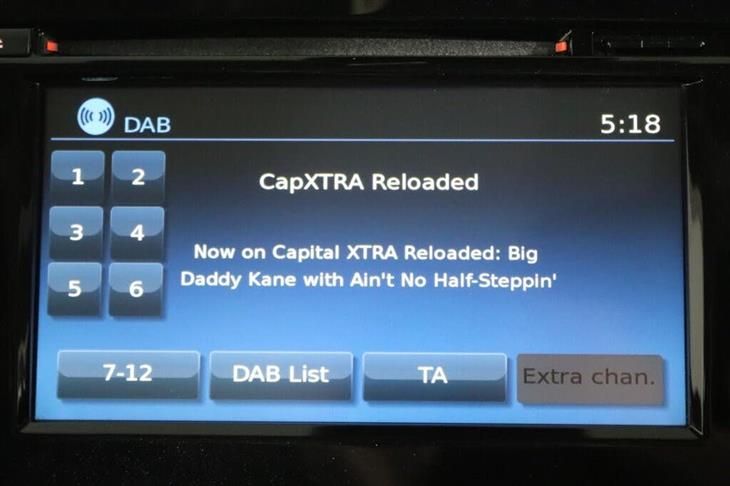 DAB
5:18
1 2
CapXTRA Reloaded
3 4
Now on Capital XTRA Reloaded: Big
Daddy Kane with Ain't No Half-Steppin'
5 6
7-12 DAB List TA Extra chan.